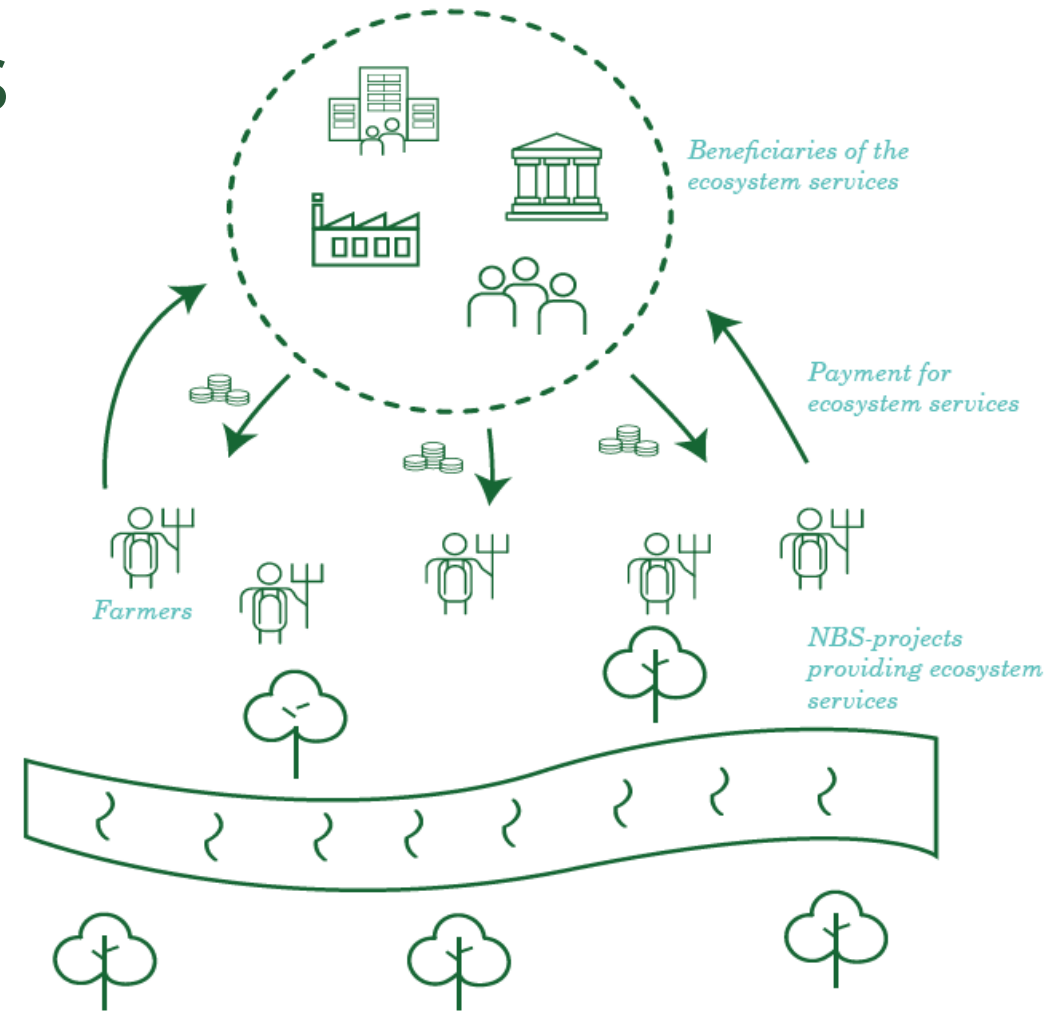 s
Beneficiaries of the
ecosystem services
Payment for
ecosystem services
Farmers
NBS-projects
providing ecosystem
services